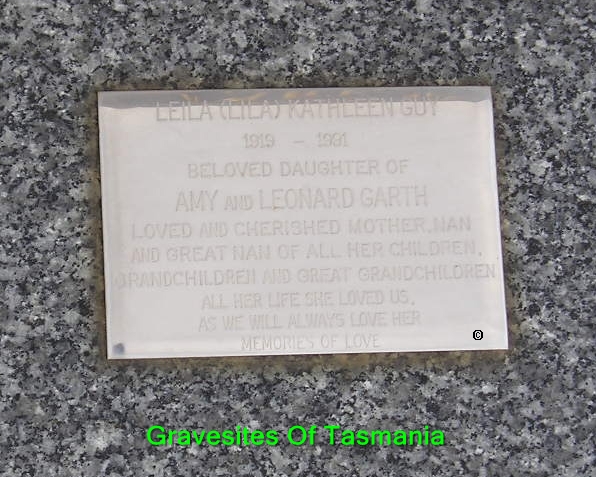 LEILA (LILA) KATHLEEN GUY
1919 - 1991
BELOVED DAUGHTER OF
AMY AND LEONARD GARTH
LOVED AND CHERISHED MOTHER, NAN
AND GREAT NAN OF ALL HER CHILDREN,
GRANDCHILDREN AND GREAT GRANDCHILDREN
ALL HER LIFE SHE LOVED US,
AS WE WILL ALWAYS LOVE HER
MEMORIES OF LOVE
©
Gravesites Of Tasmania